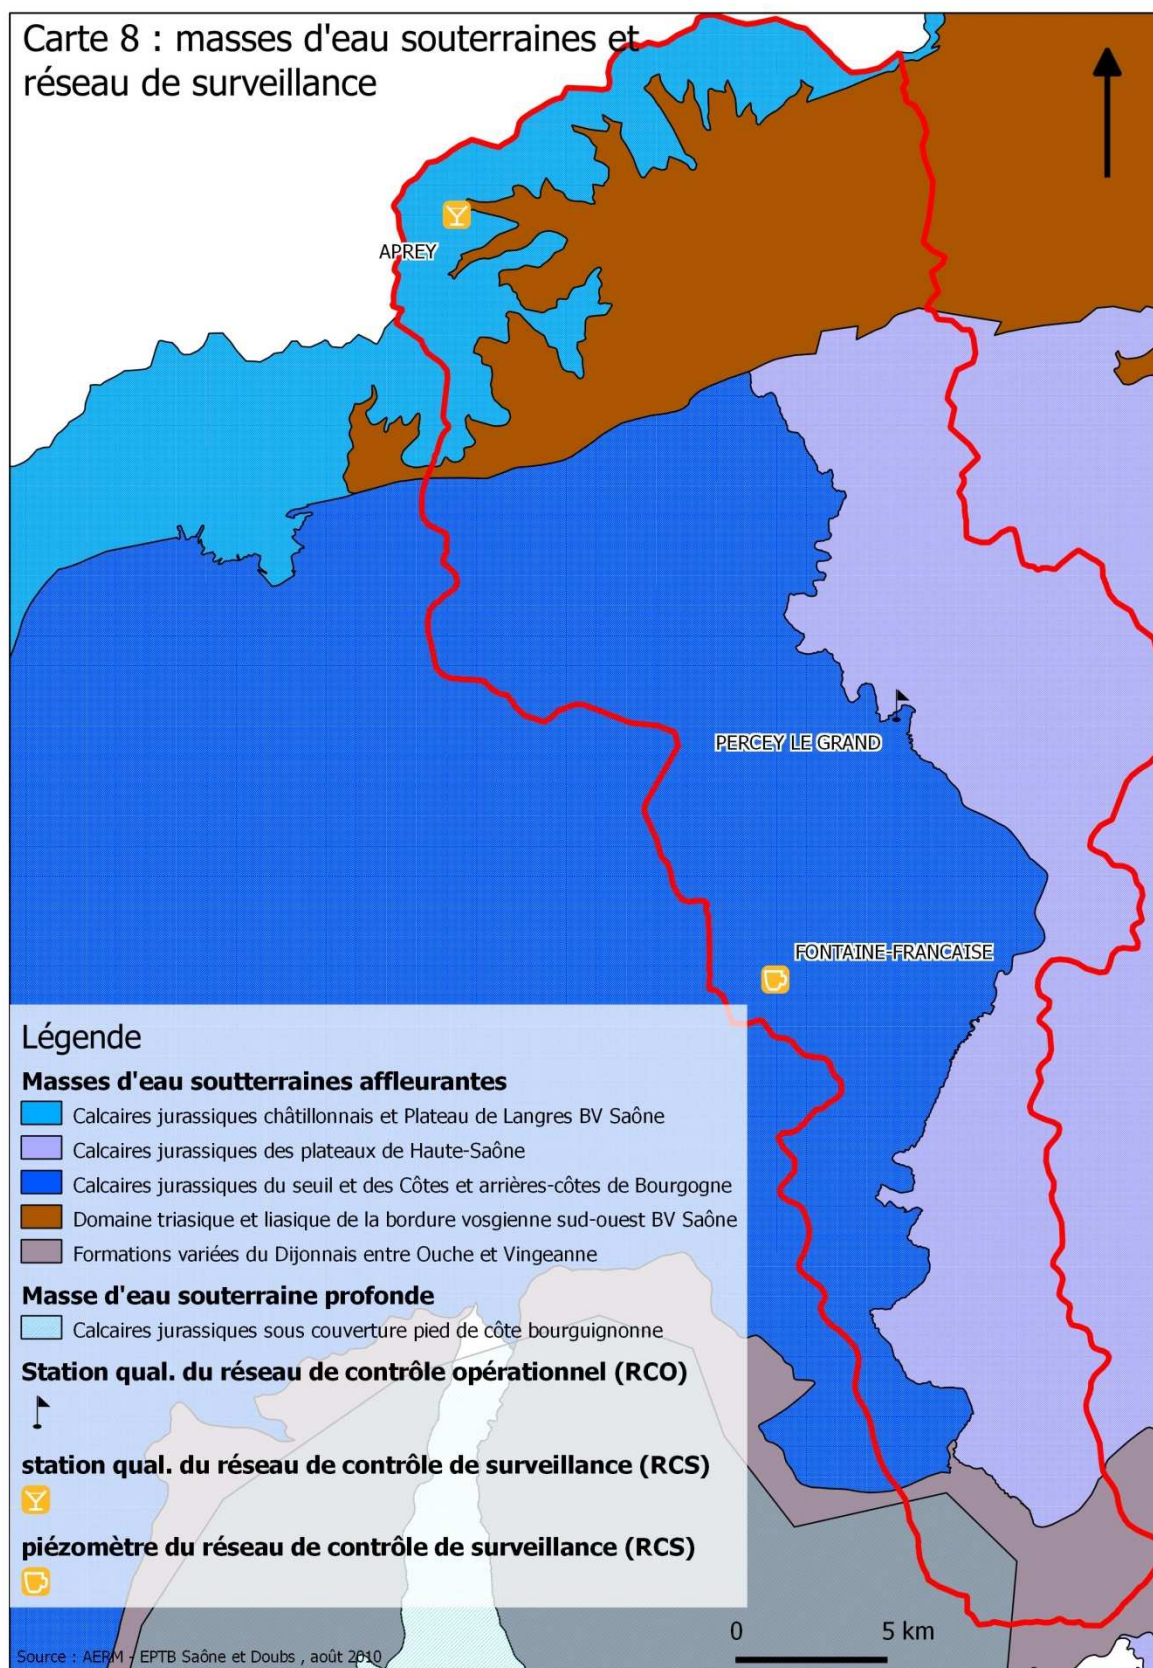 Carte 8 : masses d'eau souterraines et
réseau de surveillance
APREY
PERCEY LE GRAND
FONTAINE-FRANCAISE
Légende
Masses d'eau soutterraines affleurantes
Calcaires jurassiques châtillonnais et Plateau de Langres BV Saône
Calcaires jurassiques des plateaux de Haute-Saône
Calcaires jurassiques du seuil et des Côtes et arrières-côtes de Bourgogne
Domaine triasique et liasique de la bordure vosgienne sud-ouest BV Saône
Formations variées du Dijonnais entre Ouche et Vingeanne
Masse d'eau souterraine profonde
Calcaires jurassiques sous couverture pied de côte bourguignonne
Station qual. du réseau de contrôle opérationnel (RCO)
station qual. du réseau de contrôle de surveillance (RCS)
piézomètre du réseau de contrôle de surveillance (RCS)
0 5 km
Source : AERM - EPTB Saône et Doubs , août 2010